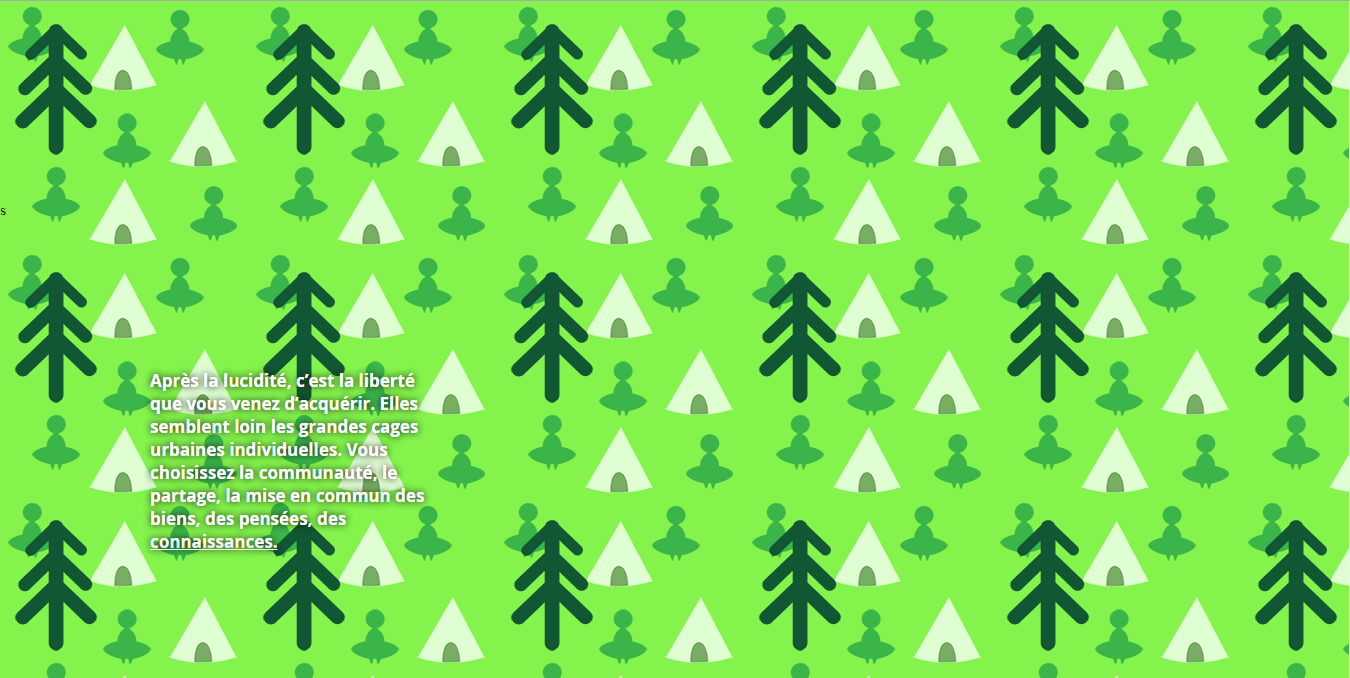 s
Après la lucidité, c’est la liberté
que vous venez d’acquérir. Elles
semblent loin les grandes cages
urbaines individuelles. Vous
choisissez la communauté, le
partage, la mise en commun des
biens, des pensées, des
connaissances.